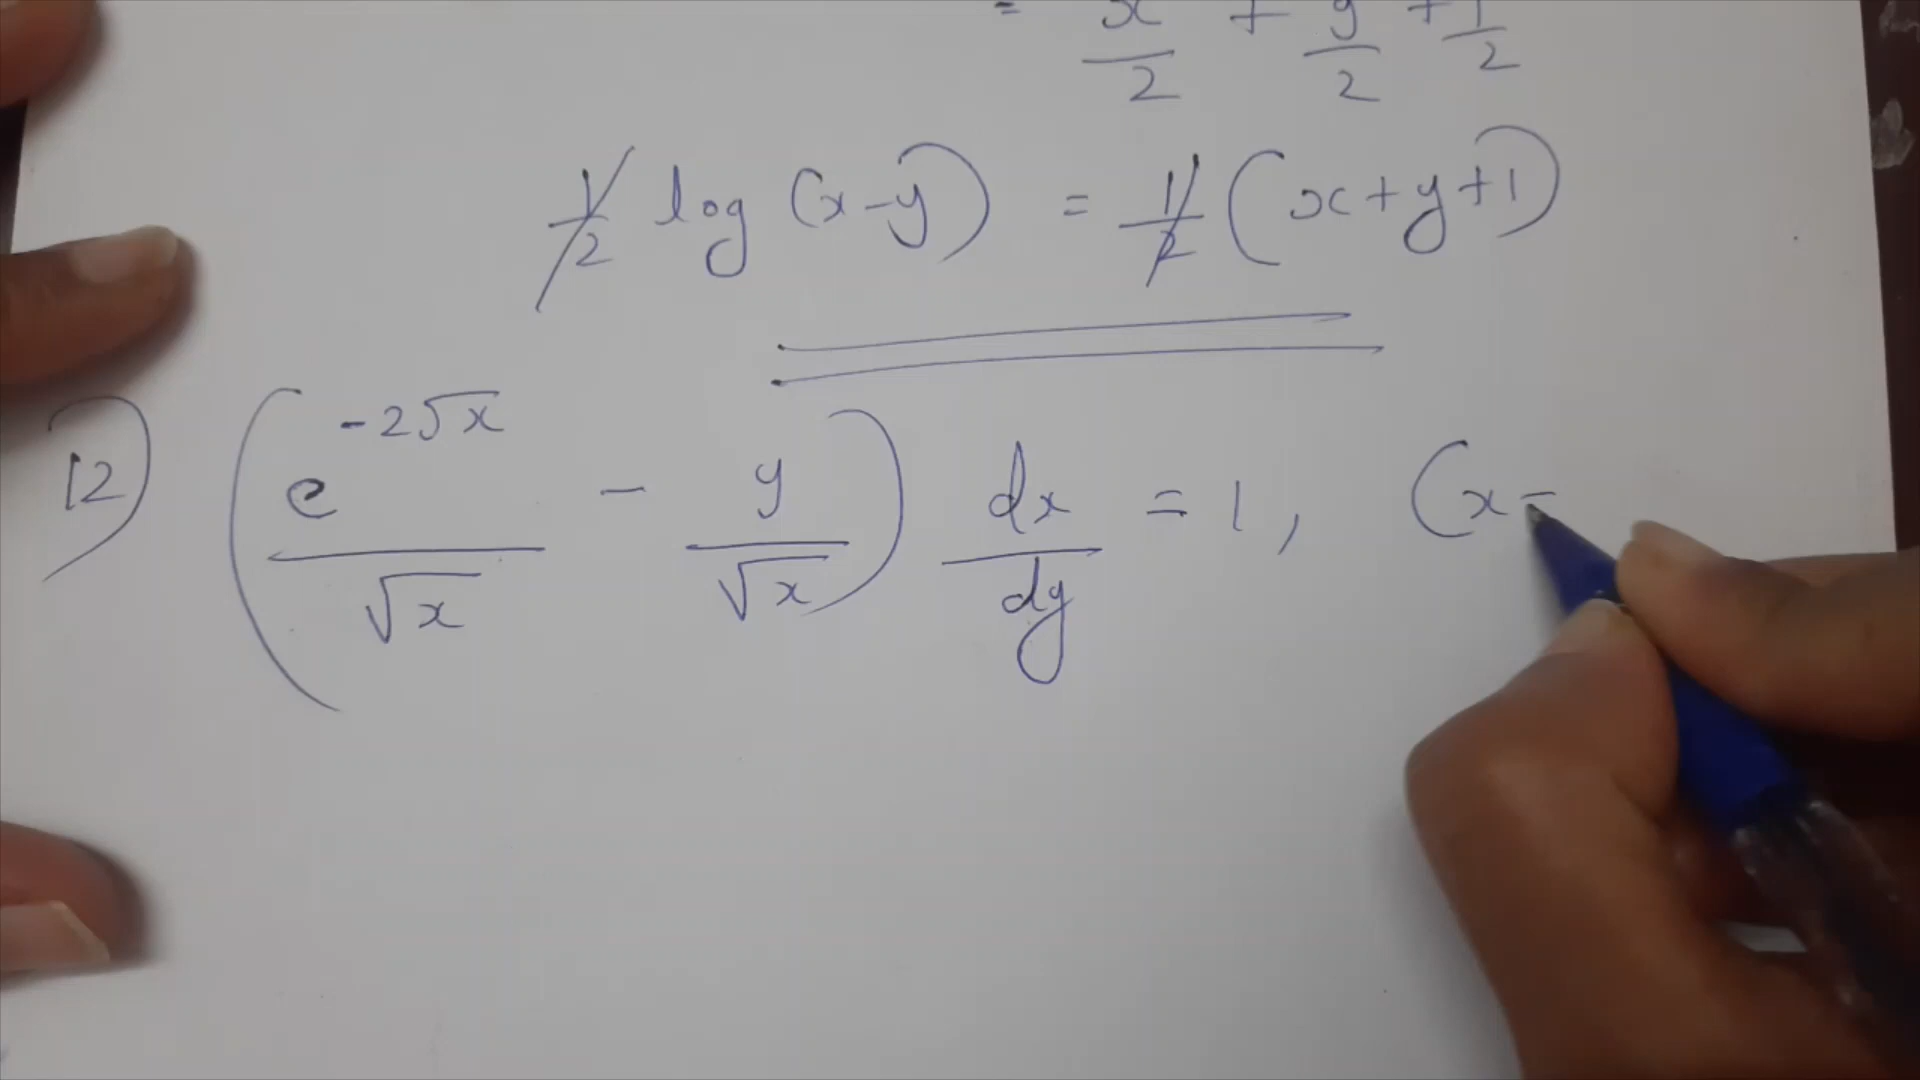 = x/2 + y/2 + 1/2
1/2 log (x-y) = 1/2 (x+y+1)
12) (e^{-2√x}/√x - y/√x) dx/dy = 1, (x=